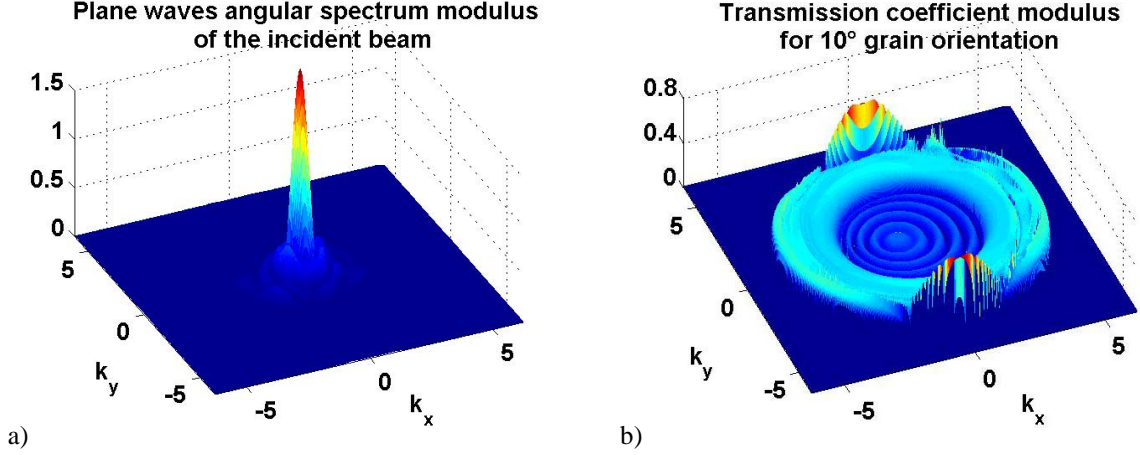 Plane waves angular spectrum modulus
of the incident beam
1.5
1
0.5
0
5
0
-5
k_y
-5
0
5
k_x
a)
Transmission coefficient modulus
for 10° grain orientation
0.8
0.4
0
5
0
-5
k_y
-5
0
5
k_x
b)